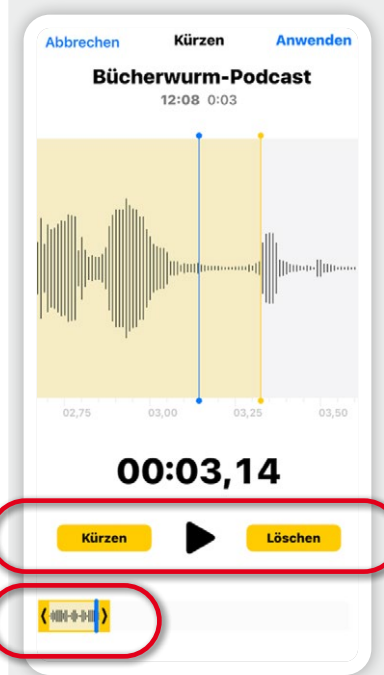 Abbrechen Kürzen Anwenden
Bücherwurm-Podcast
12:08 0:03
02,75 03,00 03,25 03,50
00:03,14
Kürzen Löschen